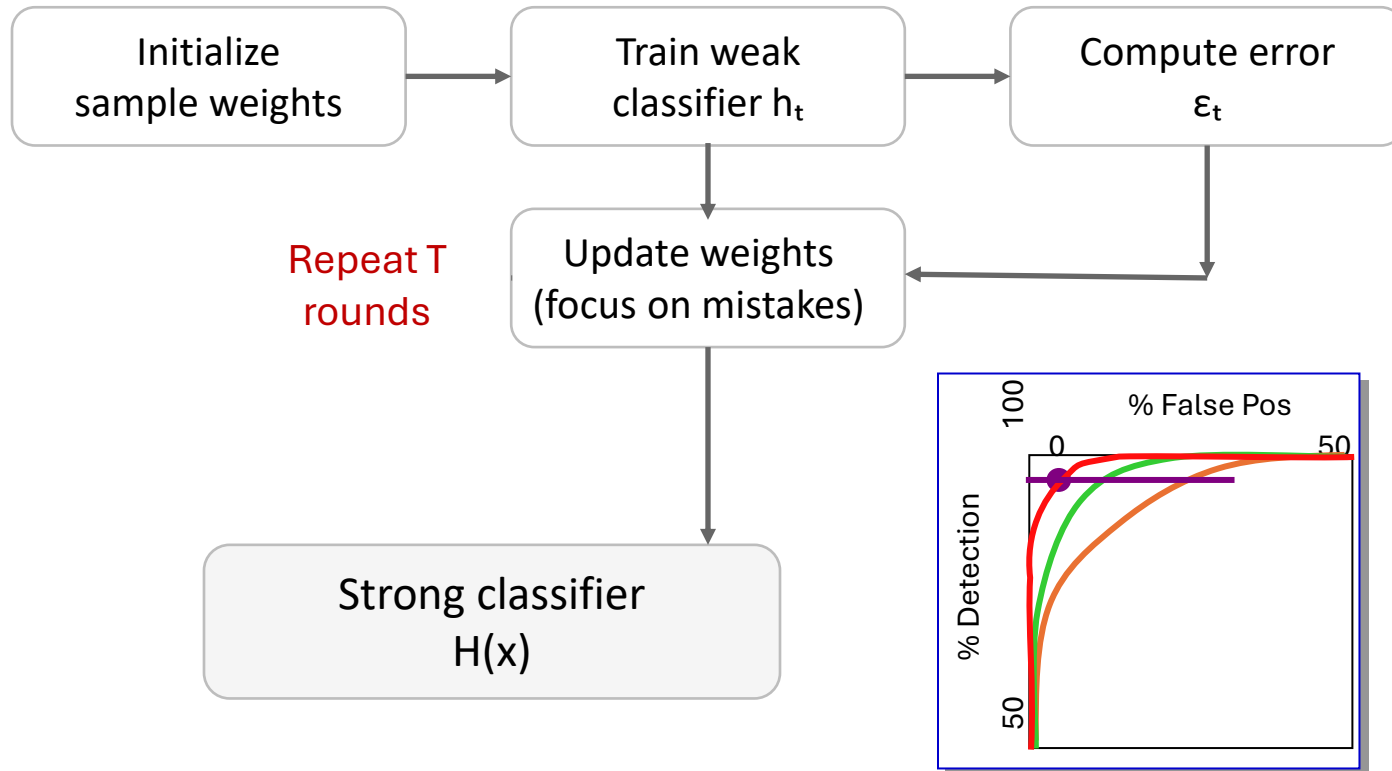 Initialize
sample weights
Train weak
classifier hₜ
Compute error
εₜ
Repeat T
rounds
Update weights
(focus on mistakes)
Strong classifier
H(x)
100
% False Pos
0
50
% Detection
50